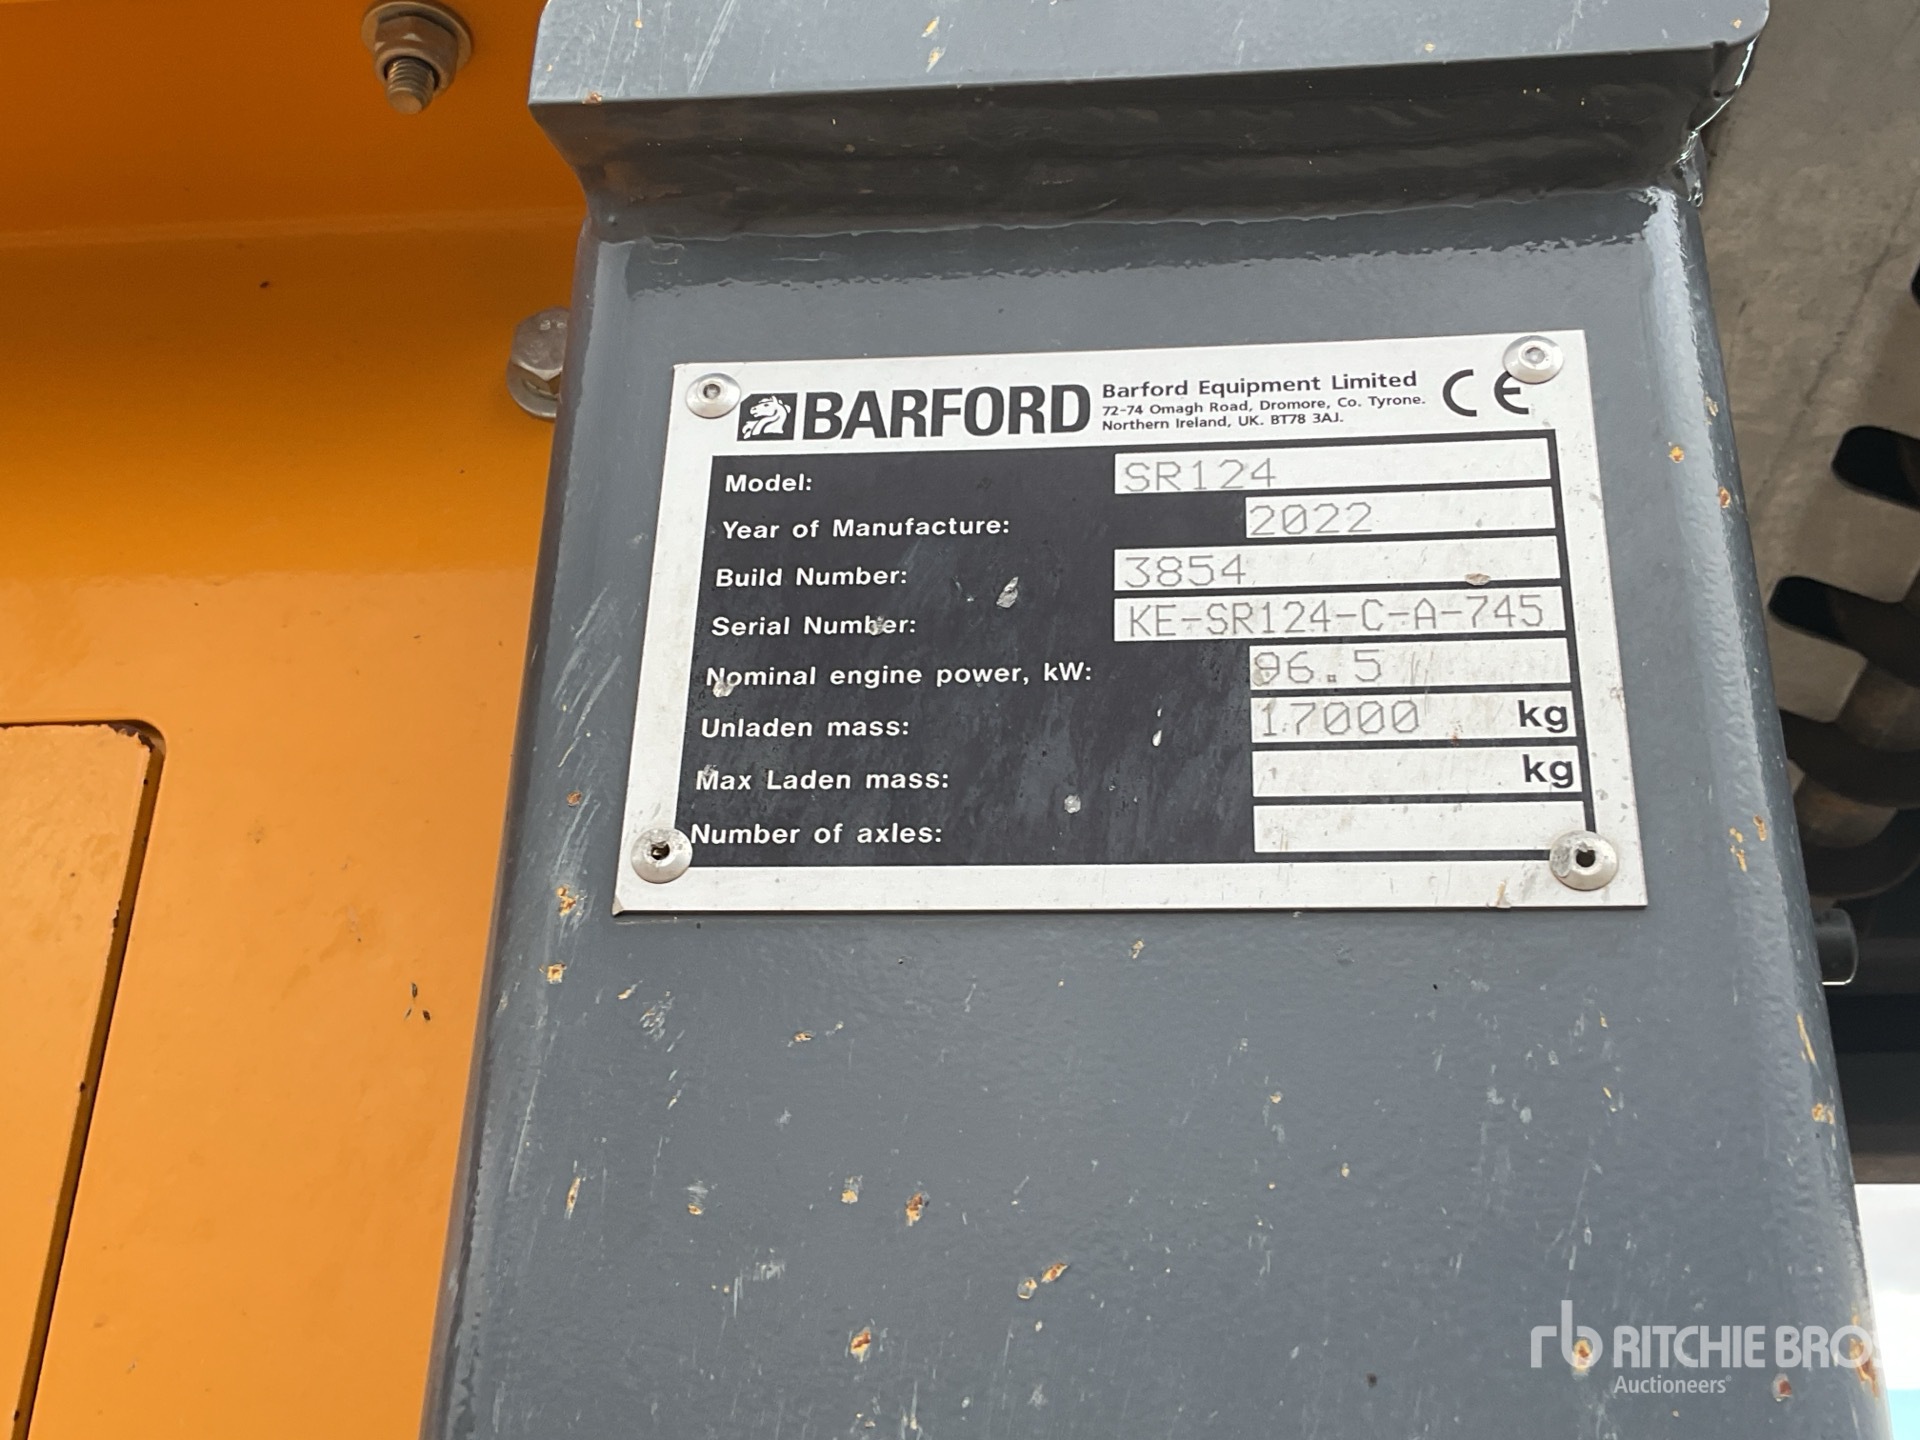 BARFORD
Barford Equipment Limited
72-74 Omagh Road, Dromore, Co. Tyrone.
Northern Ireland, UK. BT78 3AJ.
CE
Model: SR124
Year of Manufacture: 2022
Build Number: 3854
Serial Number: KE-SR124-C-A-745
Nominal engine power, kW: 96.5
Unladen mass: 17000 kg
Max Laden mass: kg
Number of axles:
rb RITCHIE BROS
Auctioneers